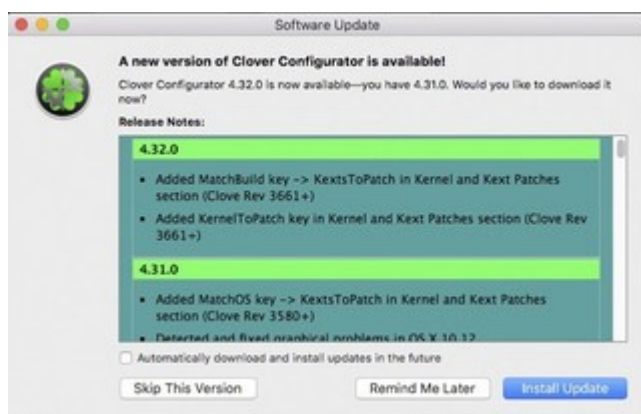 Software Update
A new version of Clover Configurator is available!
Clover Configurator 4.32.0 is now available—you have 4.31.0. Would you like to download it
now?
Release Notes:
4.32.0
• Added MatchBuild key -> KextsToPatch in Kernel and Kext Patches
section (Clove Rev 3661+)
• Added KernelToPatch key in Kernel and Kext Patches section (Clove Rev
3661+)
4.31.0
• Added MatchOS key -> KextsToPatch in Kernel and Kext Patches
section (Clove Rev 3580+)
• Detected and fixed graphical problems in OS X 10.12
Automatically download and install updates in the future
Skip This Version
Remind Me Later
Install Update